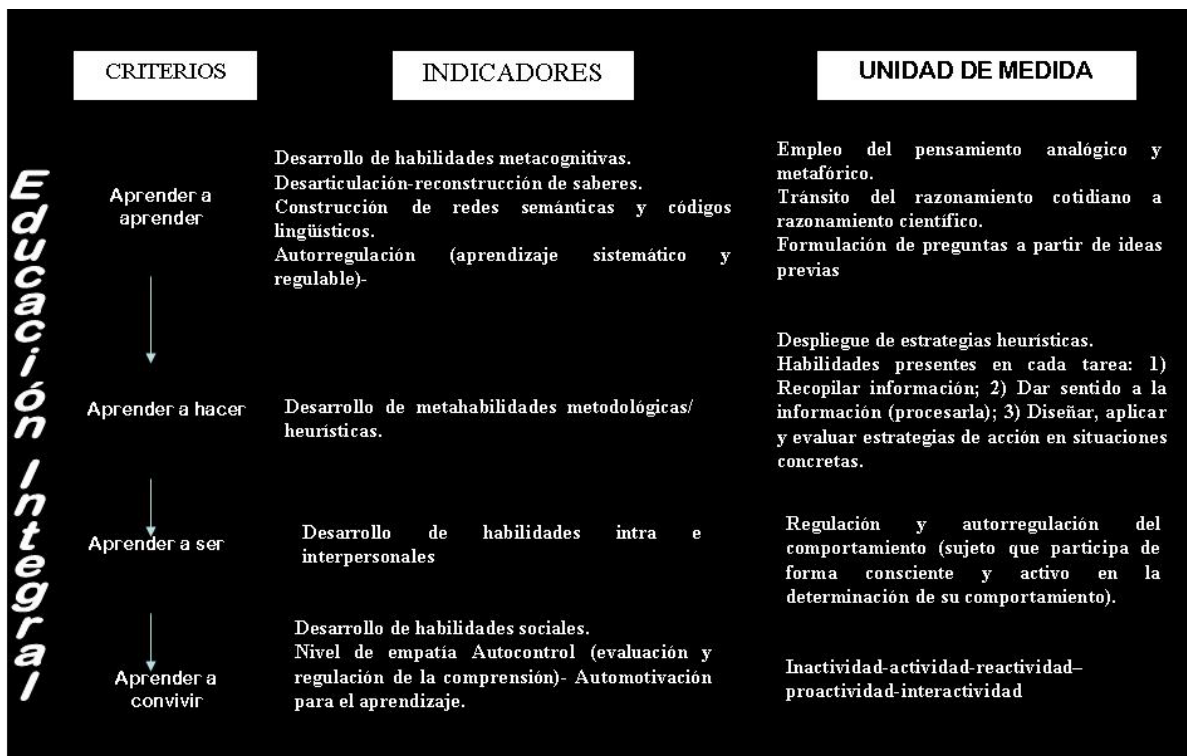 CRITERIOS
INDICADORES
UNIDAD DE MEDIDA
Educación Integral
Aprender a
aprender
Desarrollo de habilidades metacognitivas.
Desarticulación-reconstrucción de saberes.
Construcción de redes semánticas y códigos
lingüísticos.
Autorregulación (aprendizaje sistemático y
regulable)-
Empleo del pensamiento analógico y
metafórico.
Tránsito del razonamiento cotidiano a
razonamiento científico.
Formulación de preguntas a partir de ideas
previas
Aprender a hacer
Desarrollo de metahabilidades metodológicas/
heurísticas.
Despliegue de estrategias heurísticas.
Habilidades presentes en cada tarea: 1)
Recopilar información; 2) Dar sentido a la
información (procesarla); 3) Diseñar, aplicar
y evaluar estrategias de acción en situaciones
concretas.
Aprender a ser
Desarrollo de habilidades intra e
interpersonales
Regulación y autorregulación del
comportamiento (sujeto que participa de
forma consciente y activo en la
determinación de su comportamiento).
Aprender a
convivir
Desarrollo de habilidades sociales.
Nivel de empatía Autocontrol (evaluación y
regulación de la comprensión)- Automotivación
para el aprendizaje.
Inactividad-actividad-reactividad–
proactividad-interactividad